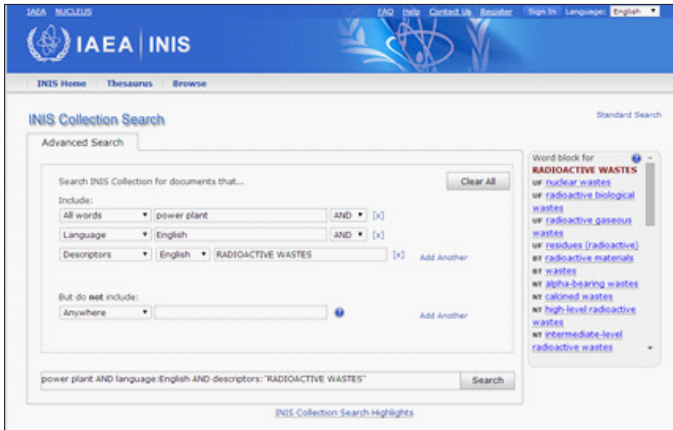 IAEA NUCLEUS FAQ Help Contact Us Register Sign In Language: English
IAEA | INIS
INIS Home Thesaurus Browse
INIS Collection Search
Standard Search
Advanced Search
Search INIS Collection for documents that...
Clear All
Include:
All words power plant AND [x]
Language English AND [x]
Descriptors English RADIOACTIVE WASTES [x] Add Another
But do not include:
Anywhere Add Another
power plant AND language:English AND descriptors:"RADIOACTIVE WASTES" Search
INIS Collection Search Highlights
Word block for
RADIOACTIVE WASTES
UF nuclear wastes
UF radioactive biological
wastes
UF radioactive gaseous
wastes
UF residues (radioactive)
BT radioactive materials
BT wastes
NT alpha-bearing wastes
NT calcined wastes
NT high-level radioactive
wastes
NT intermediate-level
radioactive wastes